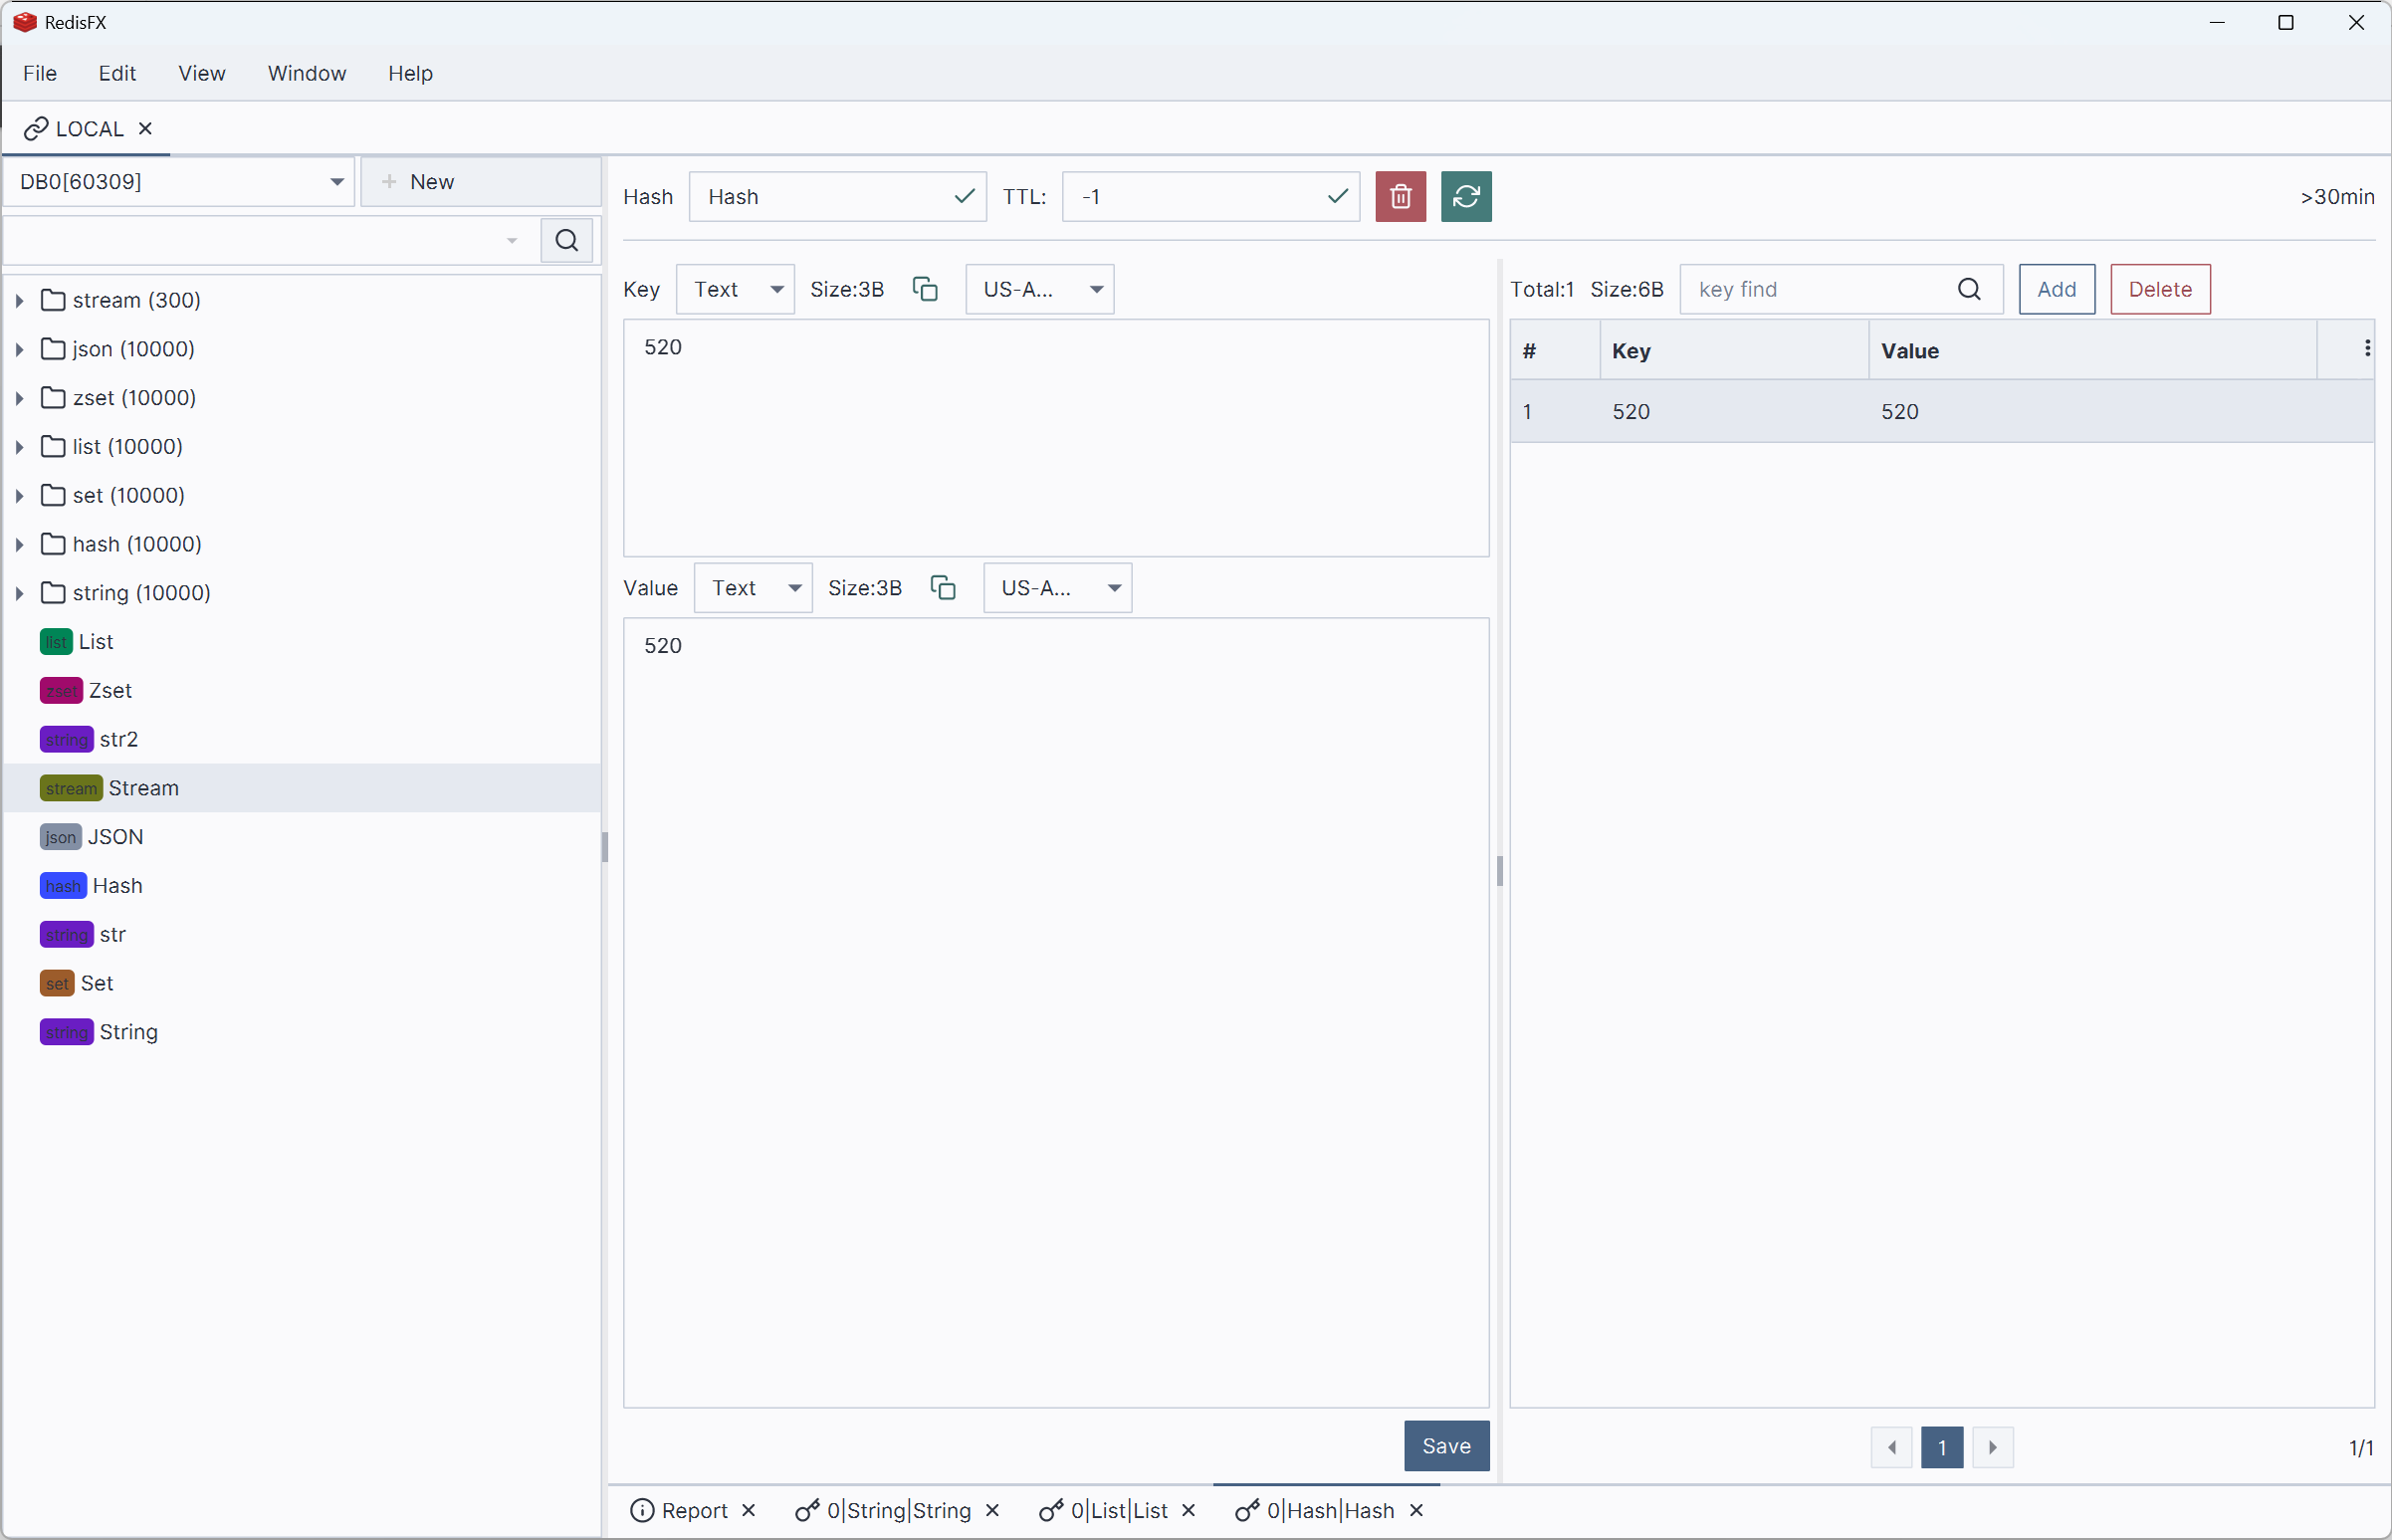 RedisFX
File Edit View Window Help
LOCAL
DB0[60309] New
stream (300)
json (10000)
zset (10000)
list (10000)
set (10000)
hash (10000)
string (10000)
list List
zset Zset
string str2
stream Stream
json JSON
hash Hash
string str
set Set
string String
Hash Hash TTL: -1 >30min
Key Text Size:3B US-A...
520
Value Text Size:3B US-A...
520
Save
Total:1 Size:6B key find Add Delete
# Key Value
1 520 520
1 1/1
Report 0|String|String 0|List|List 0|Hash|Hash